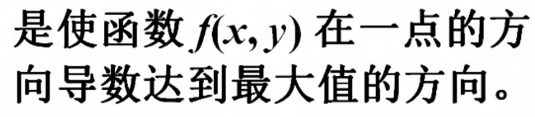 是使函数 f(x, y) 在一点的方
向导数达到最大值的方向。